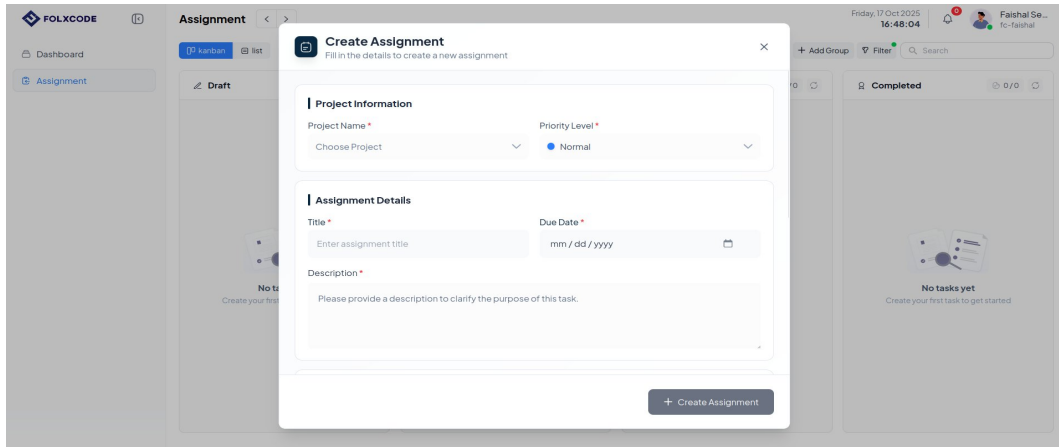 FOLXCODE
Assignment
Friday, 17 Oct 2025
16:48:04
0
Faishal Se...
fc-faishal
Dashboard
Assignment
kanban
list
+ Add Group
Filter
Search
Draft
/0
Completed
0/0
Create your first
No tasks yet
Create your first task to get started
Create Assignment
Fill in the details to create a new assignment
Project Information
Project Name *
Priority Level *
Choose Project
Normal
Assignment Details
Title *
Due Date *
Enter assignment title
mm / dd / yyyy
Description *
Please provide a description to clarify the purpose of this task.
+ Create Assignment